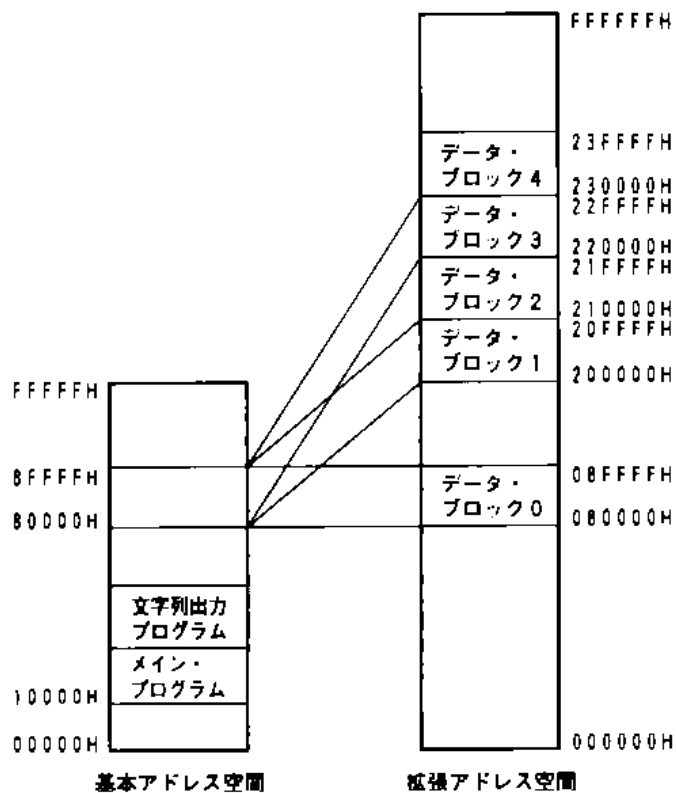 FFFFFFH
23FFFFH
データ・
ブロック4
230000H
22FFFFH
データ・
ブロック3
220000H
21FFFFH
データ・
ブロック2
210000H
20FFFFH
データ・
ブロック1
200000H
FFFFFH
8FFFFH
08FFFFH
データ・
ブロック0
80000H
080000H
文字列出力
プログラム
メイン・
プログラム
10000H
00000H
000000H
基本アドレス空間
拡張アドレス空間